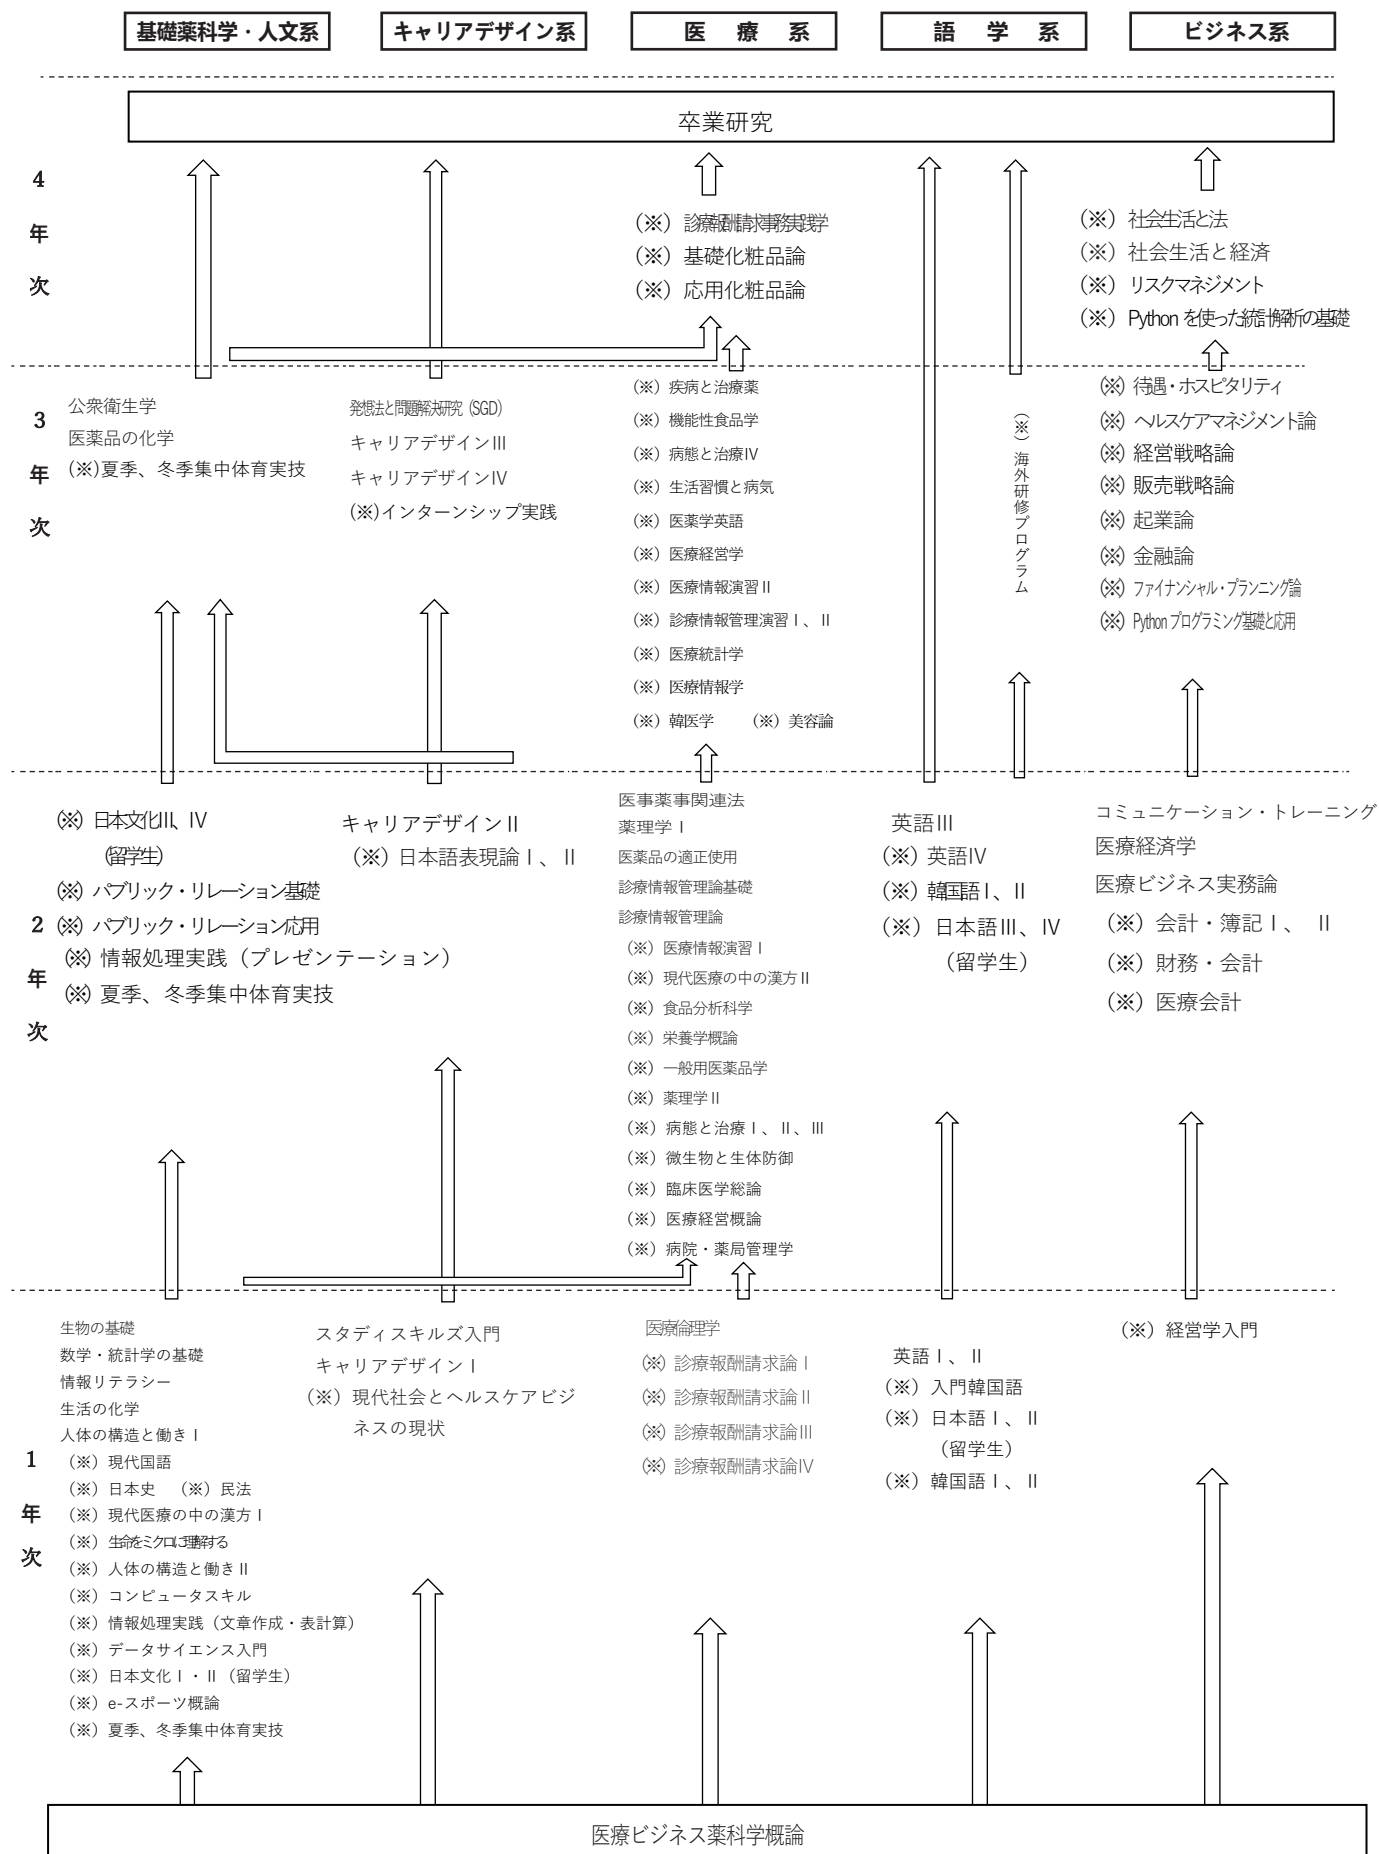 基礎薬科学・人文系
キャリアデザイン系
医療系
語学系
ビジネス系
卒業研究
4
年
次
(※) 診療報酬請求事務実践学
(※) 基礎化粧品論
(※) 応用化粧品論
(※) 社会生活と法
(※) 社会生活と経済
(※) リスクマネジメント
(※) Python を使った統計解析の基礎
3
年
次
公衆衛生学
医薬品の化学
(※)夏季、冬季集中体育実技
発想法と問題解決研究 (SGD)
キャリアデザインⅢ
キャリアデザインⅣ
(※)インターンシップ実践
(※) 疾病と治療薬
(※) 機能性食品学
(※) 病態と治療Ⅳ
(※) 生活習慣と病気
(※) 医薬学英語
(※) 医療経営学
(※) 医療情報演習Ⅱ
(※) 診療情報管理演習Ⅰ、Ⅱ
(※) 医療統計学
(※) 医療情報学
(※) 韓医学 (※) 美容論
(※) 海外研修プログラム
(※) 待遇・ホスピタリティ
(※) ヘルスケアマネジメント論
(※) 経営戦略論
(※) 販売戦略論
(※) 起業論
(※) 金融論
(※) ファイナンシャル・プランニング論
(※) Python プログラミング基礎と応用
2
年
次
(※) 日本文化Ⅲ、Ⅳ
(留学生)
(※) パブリック・リレーション基礎
(※) パブリック・リレーション応用
(※) 情報処理実践（プレゼンテーション）
(※) 夏季、冬季集中体育実技
キャリアデザインⅡ
(※) 日本語表現論Ⅰ、Ⅱ
医事薬事関連法
薬理学Ⅰ
医薬品の適正使用
診療情報管理論基礎
診療情報管理論
(※) 医療情報演習Ⅰ
(※) 現代医療の中の漢方Ⅱ
(※) 食品分析科学
(※) 栄養学概論
(※) 一般用医薬品学
(※) 薬理学Ⅱ
(※) 病態と治療Ⅰ、Ⅱ、Ⅲ
(※) 微生物と生体防御
(※) 臨床医学総論
(※) 医療経営概論
(※) 病院・薬局管理学
英語Ⅲ
(※) 英語Ⅳ
(※) 韓国語Ⅰ、Ⅱ
(※) 日本語Ⅲ、Ⅳ
（留学生）
コミュニケーション・トレーニング
医療経済学
医療ビジネス実務論
(※) 会計・簿記Ⅰ、Ⅱ
(※) 財務・会計
(※) 医療会計
1
年
次
生物の基礎
数学・統計学の基礎
情報リテラシー
生活の化学
人体の構造と働きⅠ
(※) 現代国語
(※) 日本史 (※) 民法
(※) 現代医療の中の漢方Ⅰ
(※) 生命をミクロに理解する
(※) 人体の構造と働きⅡ
(※) コンピュータスキル
(※) 情報処理実践（文章作成・表計算）
(※) データサイエンス入門
(※) 日本文化Ⅰ・Ⅱ（留学生）
(※) e-スポーツ概論
(※) 夏季、冬季集中体育実技
スタディスキルズ入門
キャリアデザインⅠ
(※) 現代社会とヘルスケアビジ
ネスの現状
医療倫理学
(※) 診療報酬請求論Ⅰ
(※) 診療報酬請求論Ⅱ
(※) 診療報酬請求論Ⅲ
(※) 診療報酬請求論Ⅳ
英語Ⅰ、Ⅱ
(※) 入門韓国語
(※) 日本語Ⅰ、Ⅱ
（留学生）
(※) 韓国語Ⅰ、Ⅱ
(※) 経営学入門
医療ビジネス薬科学概論